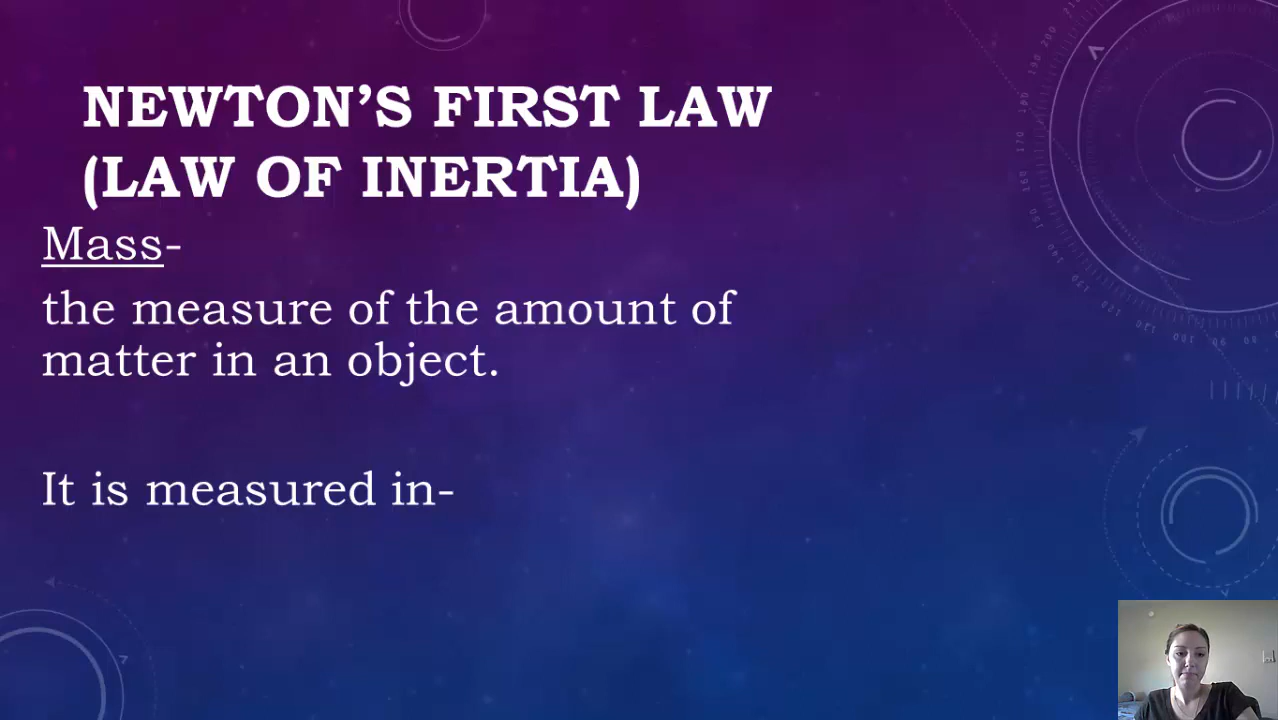 NEWTON’S FIRST LAW
(LAW OF INERTIA)
Mass-
the measure of the amount of
matter in an object.
It is measured in-